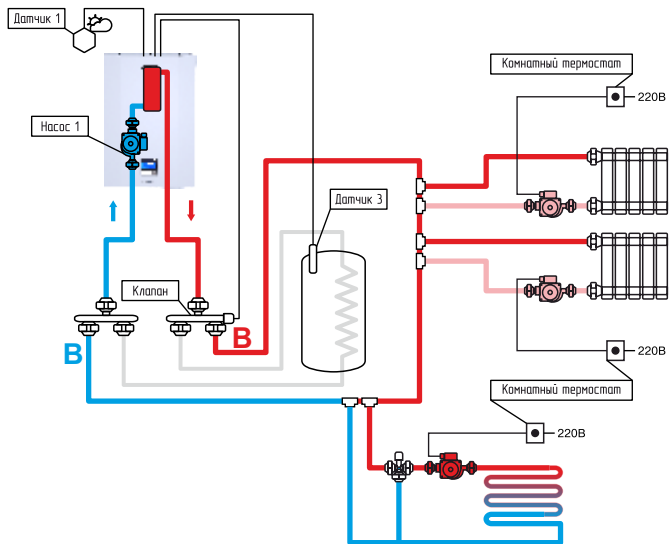 Датчик 1
Комнатный термостат
220В
Насос 1
Датчик 3
Клапан
В
В
220В
Комнатный термостат
220В